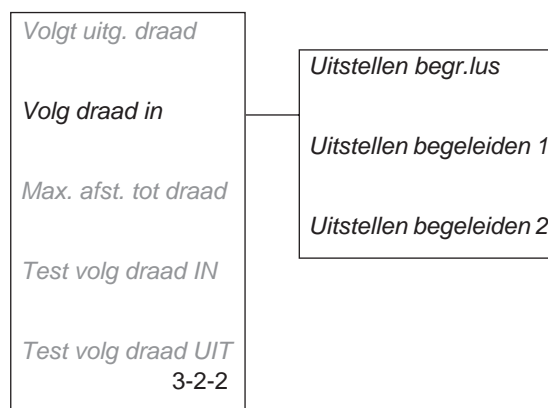 Volgt uitg. draad
Volg draad in
Max. afst. tot draad
Test volg draad IN
Test volg draad UIT
3-2-2
Uitstellen begr.lus
Uitstellen begeleiden 1
Uitstellen begeleiden 2